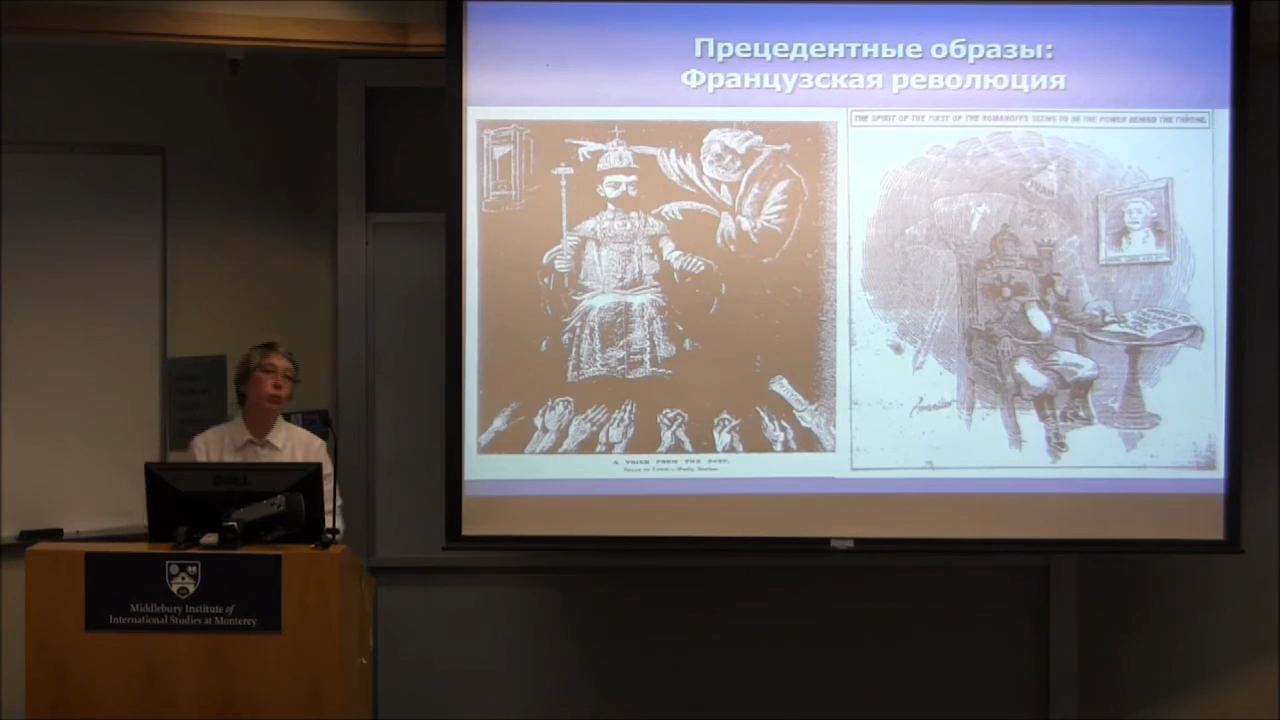 Прецедентные образы:
Французская революция
THE SPIRIT OF THE FIRST OF THE ROMANOFFS SEEMS TO BE THE POWER BEHIND THE THRONE.
A VOICE FROM THE PAST.
DELL
Middlebury Institute of
International Studies at Monterey